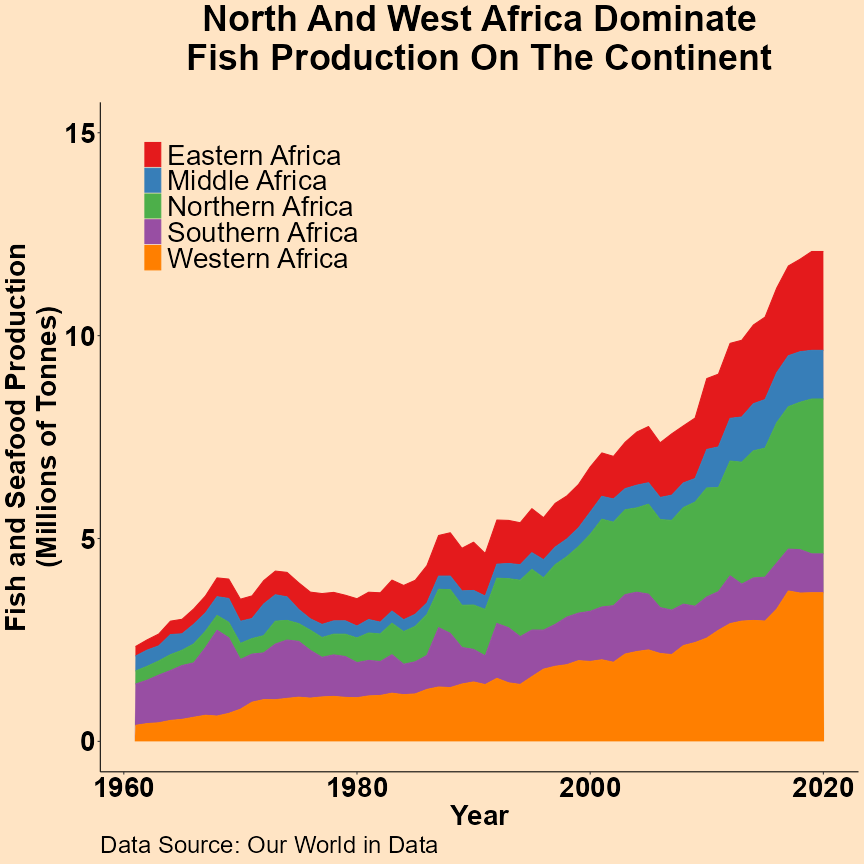 North And West Africa Dominate
Fish Production On The Continent
Fish and Seafood Production
(Millions of Tonnes)
15
10
5
0
Eastern Africa
Middle Africa
Northern Africa
Southern Africa
Western Africa
1960 1980 2000 2020
Year
Data Source: Our World in Data